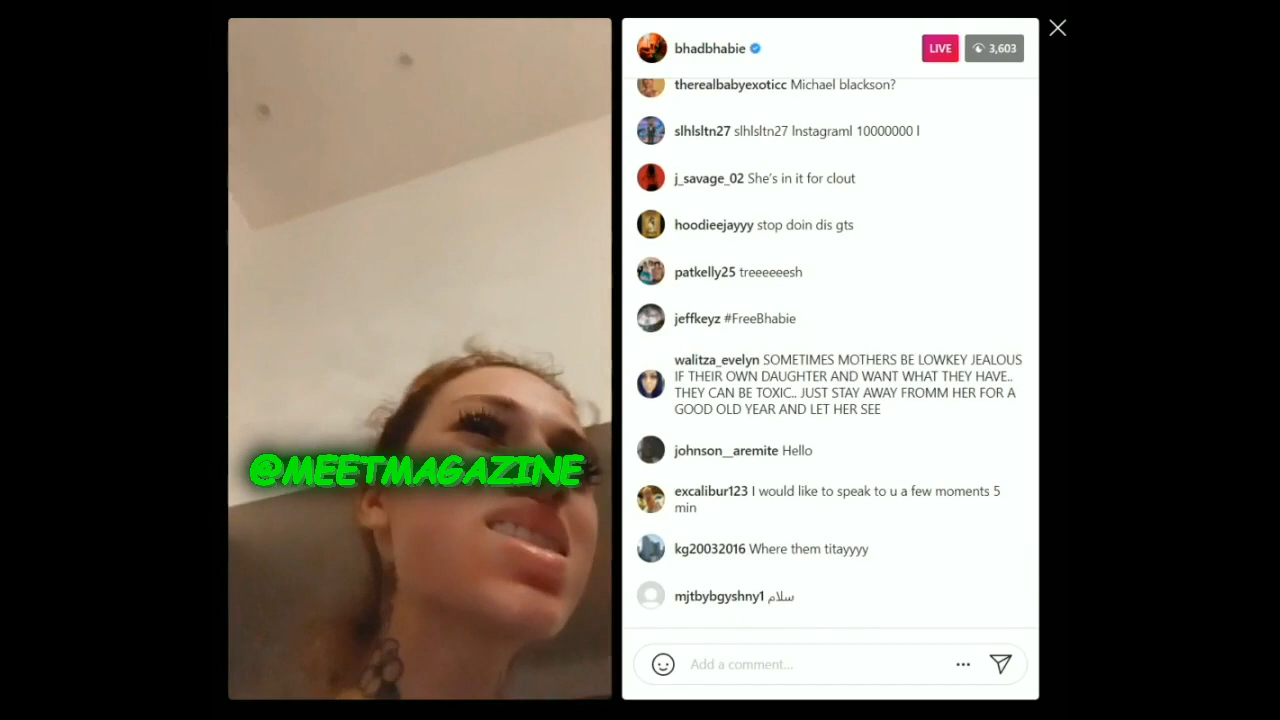 bhadbhabie
LIVE
3,603
therealbabyexoticc Michael blackson?
slhlsltn27 slhlsltn27 Instagraml 10000000 l
j_savage_02 She's in it for clout
hoodieejayyy stop doin dis gts
patkelly25 treeeeeesh
jeffkeyz #FreeBhabie
walitza_evelyn SOMETIMES MOTHERS BE LOWKEY JEALOUS
IF THEIR OWN DAUGHTER AND WANT WHAT THEY HAVE..
THEY CAN BE TOXIC.. JUST STAY AWAY FROMM HER FOR A
GOOD OLD YEAR AND LET HER SEE
johnson__aremite Hello
@MEETMAGAZINE
excalibur123 I would like to speak to u a few moments 5
min
kg20032016 Where them titayyyy
mjtbybgyshny1 سلام
Add a comment...